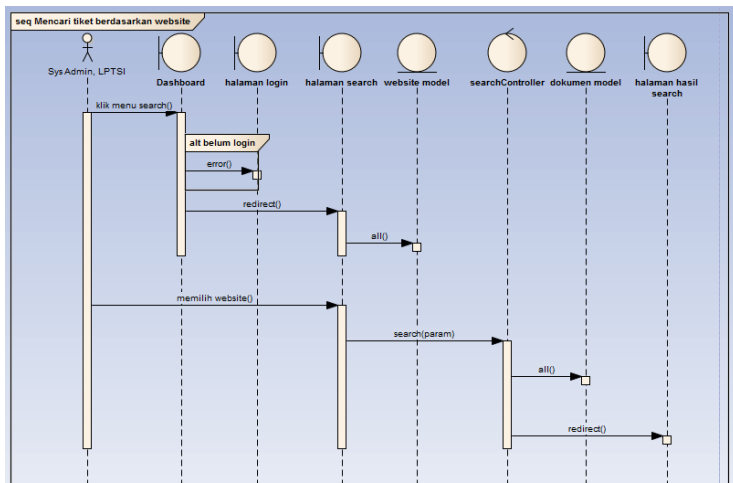 seq Mencari tiket berdasarkan website
Sys Admin, LPTSI
Dashboard
halaman login
halaman search
website model
searchController
dokumen model
halaman hasil
search
klik menu search()
alt belum login
error()
redirect()
all()
memilih website()
search(param)
all()
redirect()